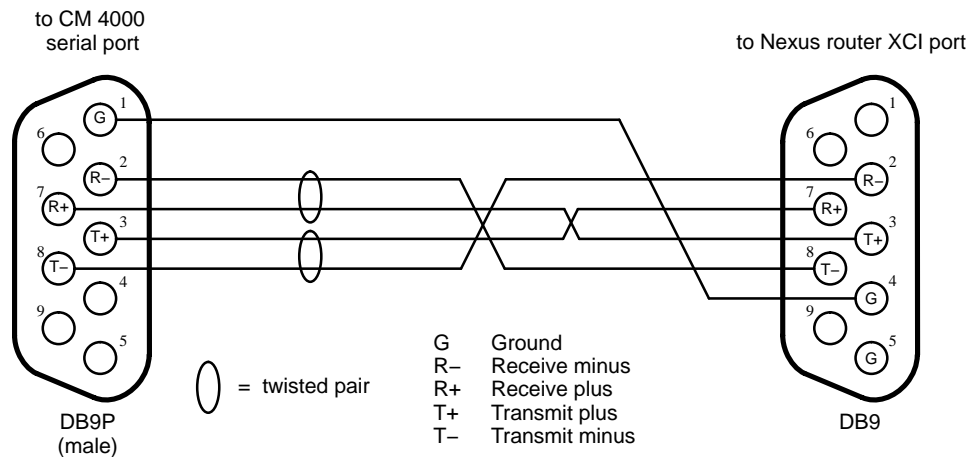 to CM 4000
serial port
to Nexus router XCI port
1
G
6
2
R−
7
R+
3
T+
8
T−
4
9
5
1
6
2
R−
7
R+
3
T+
8
T−
4
G
9
5
G
= twisted pair
G Ground
R− Receive minus
R+ Receive plus
T+ Transmit plus
T− Transmit minus
DB9P
(male)
DB9